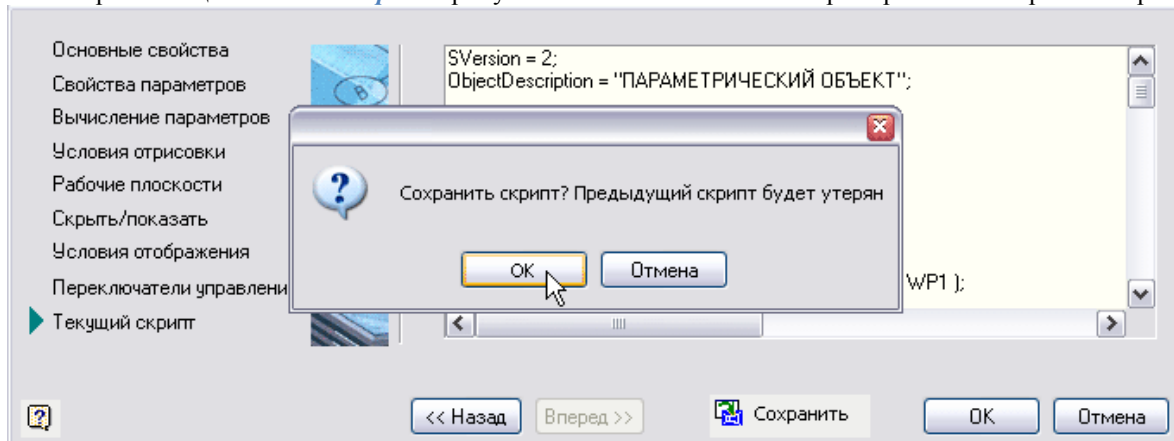 Основные свойства
Свойства параметров
Вычисление параметров
Условия отрисовки
Рабочие плоскости
Скрыть/показать
Условия отображения
Переключатели управлени
Текущий скрипт
SVersion = 2;
ObjectDescription = "ПАРАМЕТРИЧЕСКИЙ ОБЪЕКТ";
Сохранить скрипт? Предыдущий скрипт будет утерян
OK
Отмена
WP1 );
<< Назад
Вперед >>
Сохранить
OK
Отмена